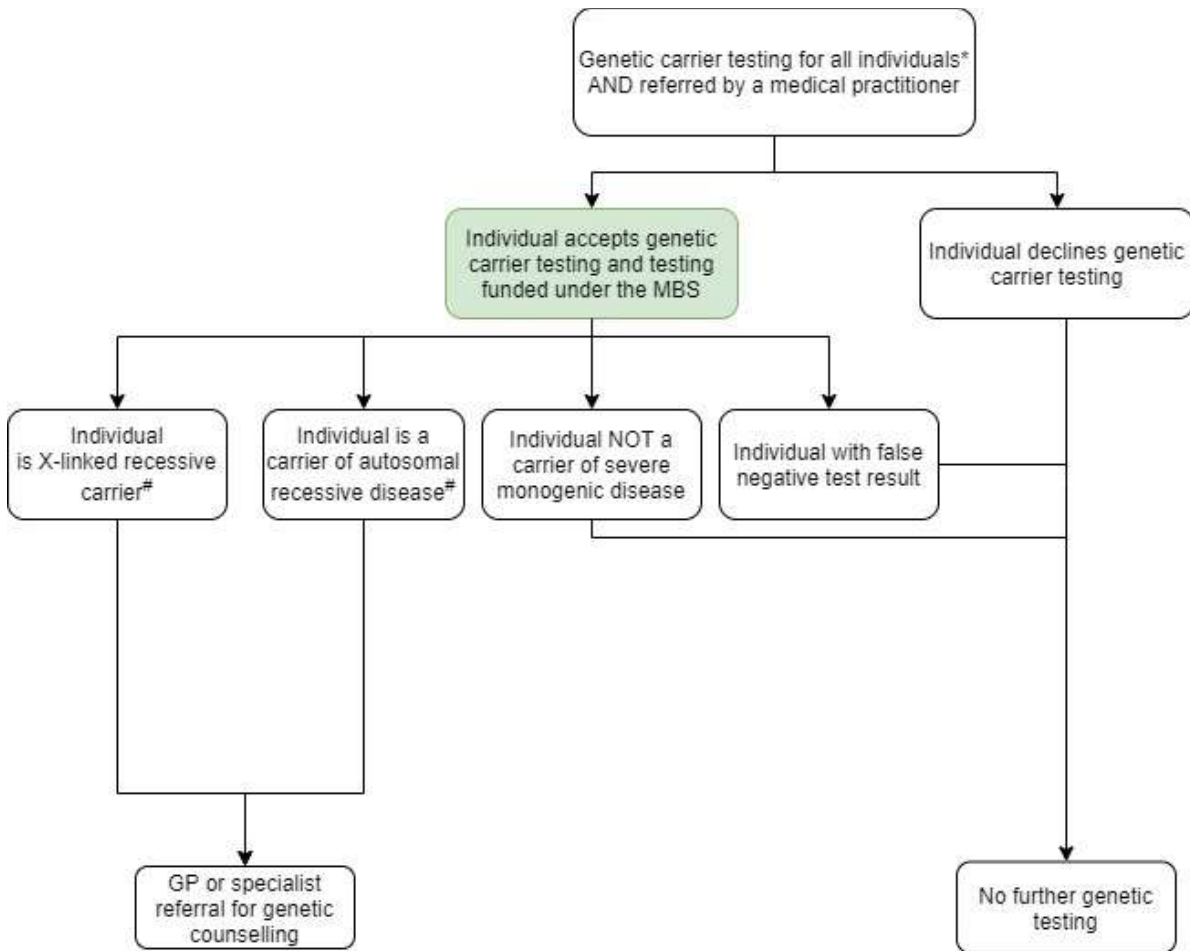 Genetic carrier testing for all individuals*
AND referred by a medical practitioner
Individual accepts genetic
carrier testing and testing
funded under the MBS
Individual declines genetic
carrier testing
Individual
is X-linked recessive
carrier#
Individual is a
carrier of autosomal
recessive disease#
Individual NOT a
carrier of severe
monogenic disease
Individual with false
negative test result
GP or specialist
referral for genetic
counselling
No further genetic
testing